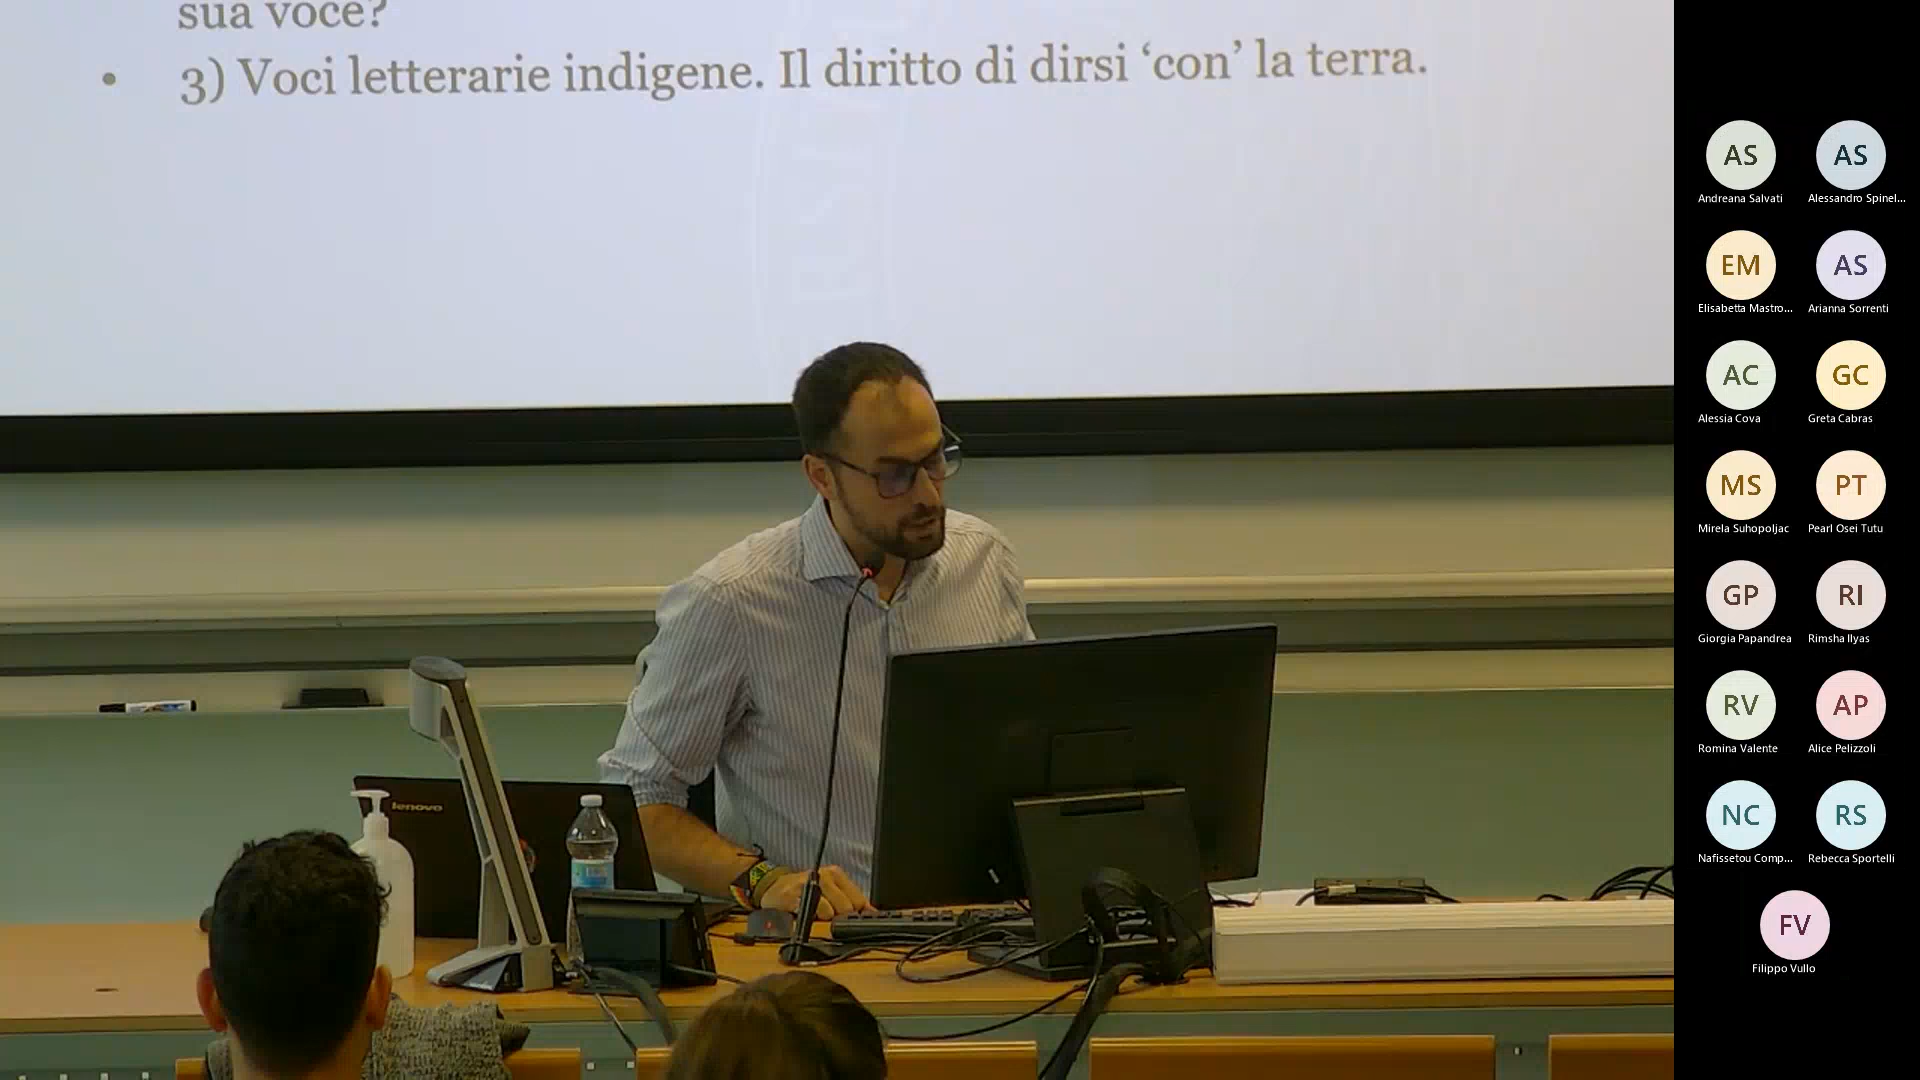 sua voce?
• 3) Voci letterarie indigene. Il diritto di dirsi ‘con’ la terra.
lenovo
AS
Andreana Salvati
AS
Alessandro Spinel...
EM
Elisabetta Mastro...
AS
Arianna Sorrenti
AC
Alessia Cova
GC
Greta Cabras
MS
Mirela Suhopoljac
PT
Pearl Osei Tutu
GP
Giorgia Papandrea
RI
Rimsha Ilyas
RV
Romina Valente
AP
Alice Pelizzoli
NC
Nafissetou Comp...
RS
Rebecca Sportelli
FV
Filippo Vullo